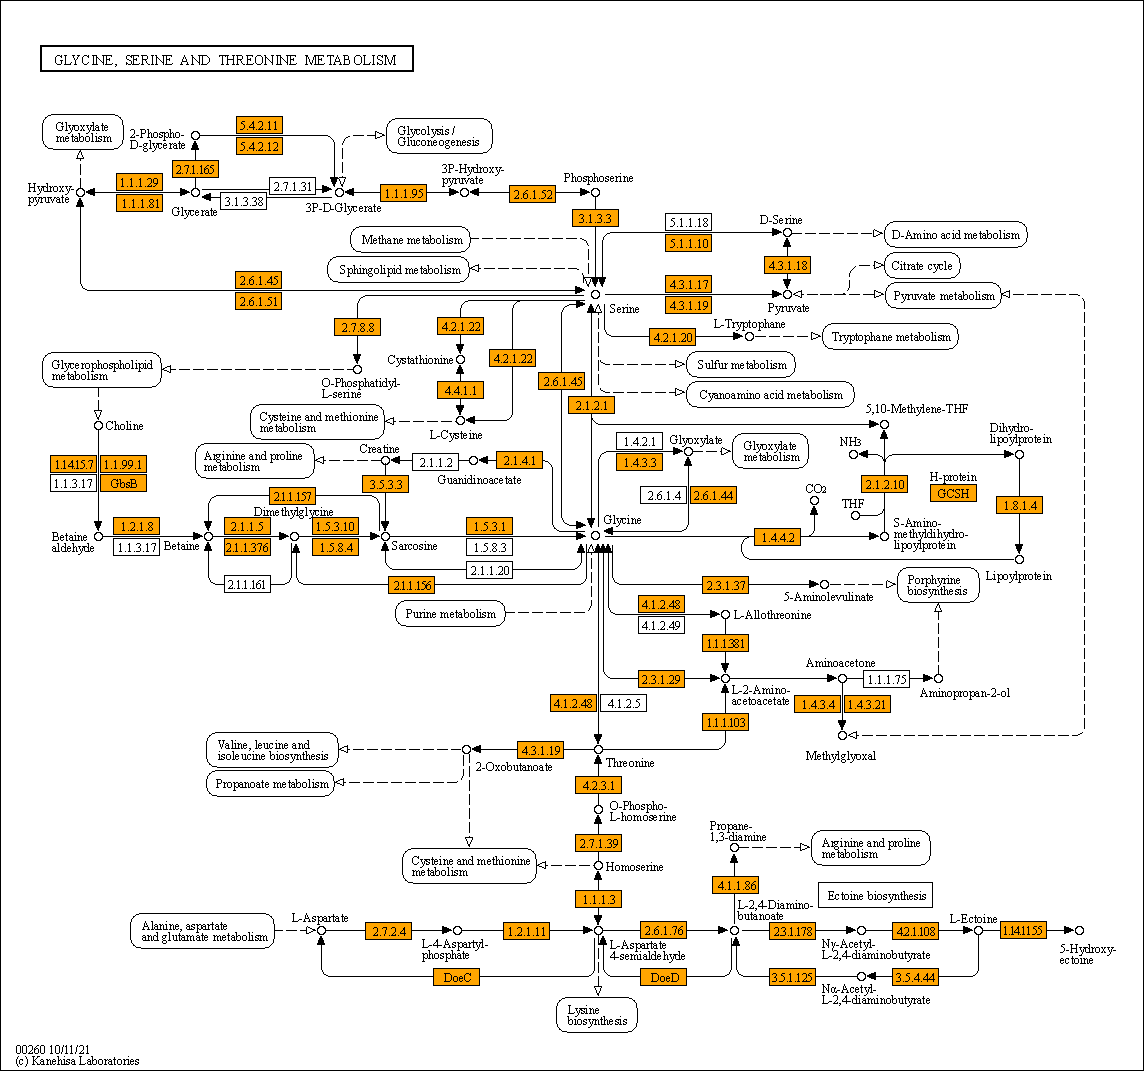 GLYCINE, SERINE AND THREONINE METABOLISM
Glyoxylate
metabolism
2-Phospho-
D-glycerate
5.4.2.11
5.4.2.12
Glycolysis /
Gluconeogenesis
2.7.1.165
3P-Hydroxy-
pyruvate
Phosphoserine
Hydroxy-
pyruvate
1.1.1.29
1.1.1.81
Glycerate
2.7.1.31
3.1.3.38
3P-D-Glycerate
1.1.1.95
2.6.1.52
3.1.3.3
5.1.1.18
5.1.1.10
D-Serine
D-Amino acid metabolism
Methane metabolism
Sphingolipid metabolism
4.3.1.18
Citrate cycle
2.6.1.45
2.6.1.51
4.3.1.17
4.3.1.19
Pyruvate
Pyruvate metabolism
Serine
2.7.8.8
4.2.1.22
4.2.1.20
L-Tryptophane
Tryptophane metabolism
Glycerophospholipid
metabolism
Cystathionine
4.2.1.22
Sulfur metabolism
O-Phosphatidyl-
L-serine
4.4.1.1
2.6.1.45
2.1.2.1
Cyanoamino acid metabolism
Choline
Cysteine and methionine
metabolism
L-Cysteine
5,10-Methylene-THF
Dihydro-
lipoylprotein
Arginine and proline
metabolism
Creatine
2.1.1.2
Guanidinoacetate
2.1.4.1
1.4.2.1
1.4.3.3
Glyoxylate
Glyoxylate
metabolism
NH3
1.14.15.7
1.1.99.1
1.1.3.17
GbsB
3.5.3.3
2.6.1.4
2.6.1.44
CO2
THF
2.1.2.10
H-protein
GCSH
1.8.1.4
2.1.1.157
Dimethylglycine
Betaine
aldehyde
1.2.1.8
1.1.3.17
Betaine
2.1.1.5
2.1.1.376
1.5.3.10
1.5.8.4
Sarcosine
1.5.3.1
1.5.8.3
2.1.1.20
Glycine
1.4.4.2
S-Amino-
methyldihydro-
lipoylprotein
Lipoylprotein
2.1.1.161
2.1.1.156
2.3.1.37
5-Aminolevulinate
Porphyrine
biosynthesis
Purine metabolism
4.1.2.48
4.1.2.49
L-Allothreonine
1.1.1.381
2.3.1.29
L-2-Amino-
acetoacetate
Aminoacetone
1.1.1.75
Aminopropan-2-ol
4.1.2.48
4.1.2.5
1.4.3.4
1.4.3.21
1.1.1.103
Methylglyoxal
Valine, leucine and
isoleucine biosynthesis
4.3.1.19
2-Oxobutanoate
Threonine
Propanoate metabolism
4.2.3.1
O-Phospho-
L-homoserine
Propane-
1,3-diamine
2.7.1.39
Arginine and proline
metabolism
Cysteine and methionine
metabolism
Homoserine
4.1.1.86
1.1.1.3
Ectoine biosynthesis
Alanine, aspartate
and glutamate metabolism
L-Aspartate
2.7.2.4
L-4-Aspartyl-
phosphate
1.2.1.11
L-Aspartate
4-semialdehyde
2.6.1.76
L-2,4-Diamino-
butanoate
2.3.1.178
Nγ-Acetyl-
L-2,4-diaminobutyrate
4.2.1.108
L-Ectoine
1.14.11.55
5-Hydroxy-
ectoine
DoeC
DoeD
3.5.1.125
Nα-Acetyl-
L-2,4-diaminobutyrate
3.5.4.44
Lysine
biosynthesis
00260 10/11/21
(c) Kanehisa Laboratories